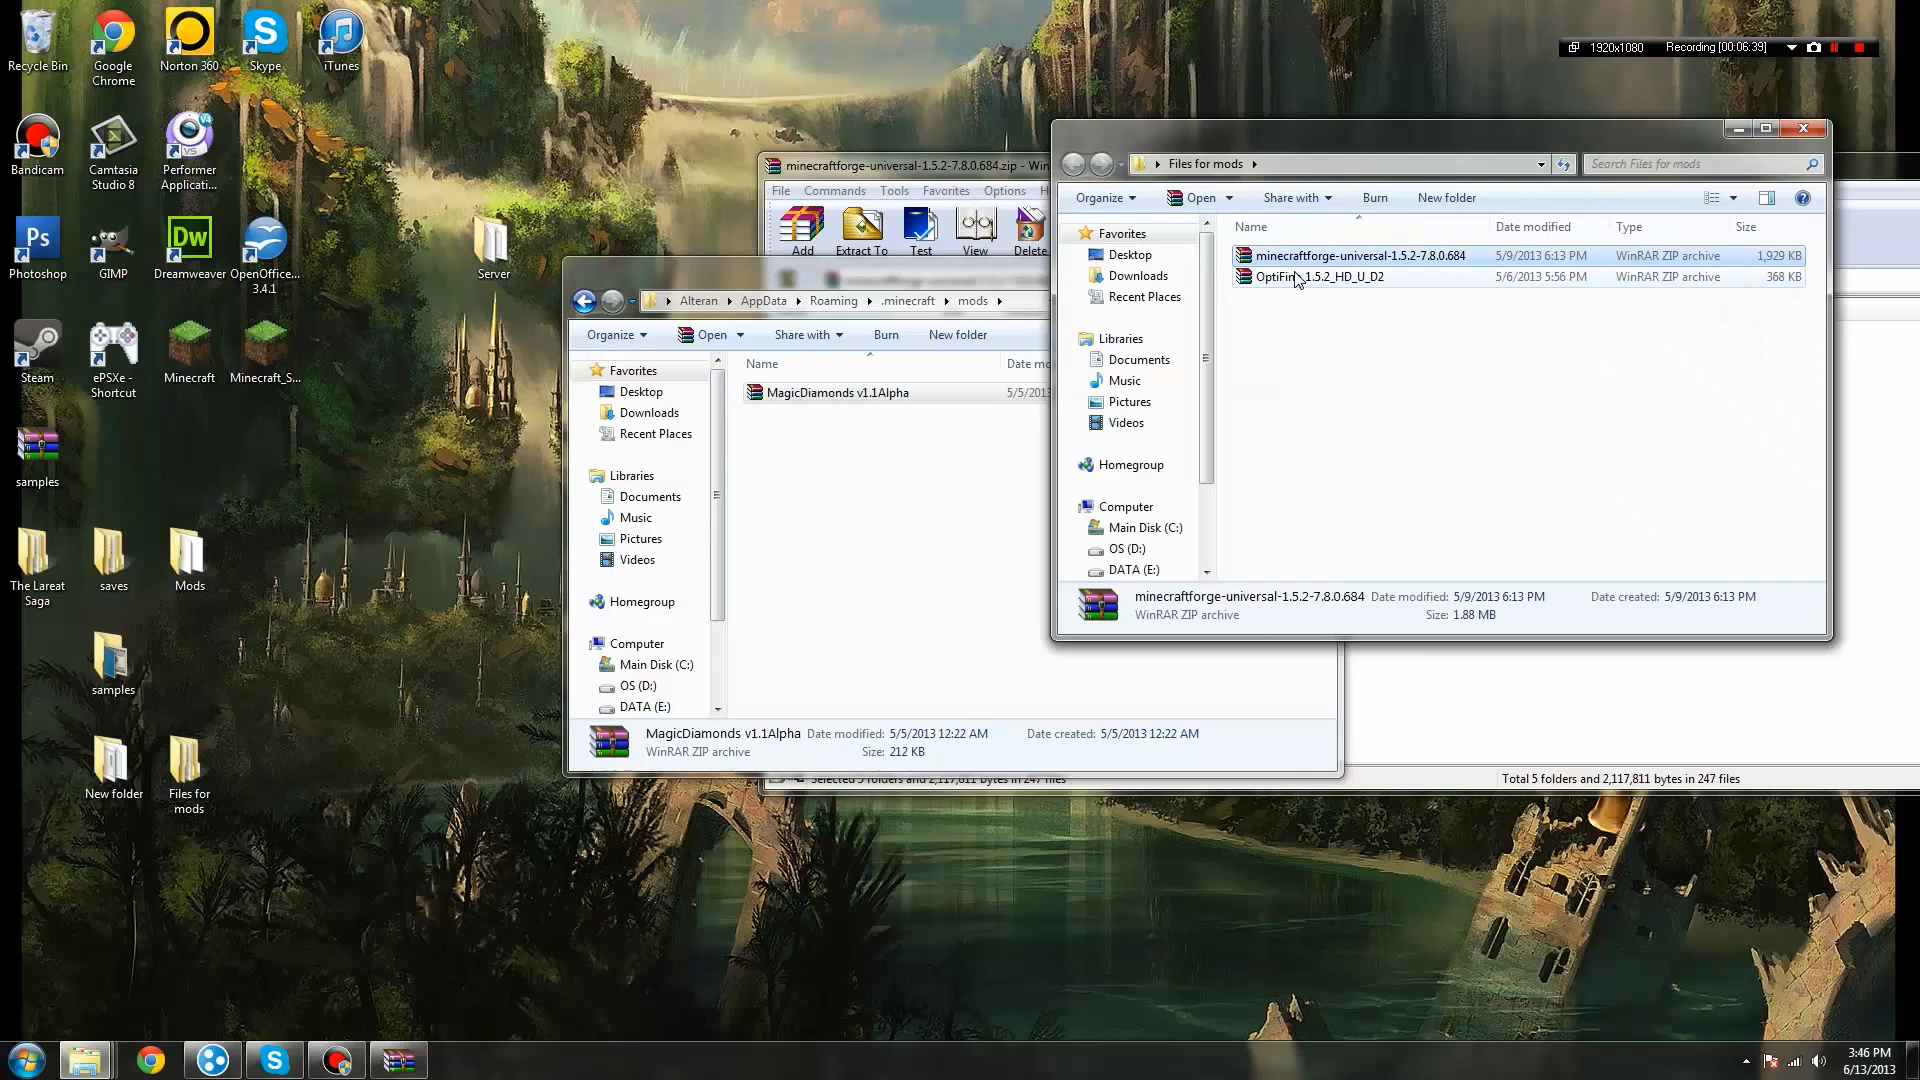 Recycle Bin
Google Chrome
Norton 360
Skype
iTunes
Bandicam
Camtasia Studio 8
Performer Applicati...
Ps
Photoshop
GIMP
Dw
Dreamweaver
OpenOffice... 3.4.1
Server
Steam
ePSXe - Shortcut
Minecraft
Minecraft_S...
samples
The Lareat Saga
saves
Mods
samples
New folder
Files for mods
1920x1080
Recording [00:06:39]
minecraftforge-universal-1.5.2-7.8.0.684.zip - Win
File
Commands
Tools
Favorites
Options
H
Add
Extract To
Test
View
Delete
Alteran
AppData
Roaming
.minecraft
mods
Organize
Open
Share with
Burn
New folder
Name
Date mo
Favorites
Desktop
Downloads
Recent Places
Libraries
Documents
Music
Pictures
Videos
Homegroup
Computer
Main Disk (C:)
OS (D:)
DATA (E:)
MagicDiamonds v1.1Alpha
5/5/2013
MagicDiamonds v1.1Alpha
Date modified: 5/5/2013 12:22 AM
Date created: 5/5/2013 12:22 AM
WinRAR ZIP archive
Size: 212 KB
Selected 5 folders and 2,117,811 bytes in 247 files
Total 5 folders and 2,117,811 bytes in 247 files
Files for mods
Search Files for mods
Organize
Open
Share with
Burn
New folder
Name
Date modified
Type
Size
Favorites
Desktop
Downloads
Recent Places
Libraries
Documents
Music
Pictures
Videos
Homegroup
Computer
Main Disk (C:)
OS (D:)
DATA (E:)
minecraftforge-universal-1.5.2-7.8.0.684
5/9/2013 6:13 PM
WinRAR ZIP archive
1,929 KB
OptiFin 1.5.2_HD_U_D2
5/6/2013 5:56 PM
WinRAR ZIP archive
368 KB
minecraftforge-universal-1.5.2-7.8.0.684
Date modified: 5/9/2013 6:13 PM
Date created: 5/9/2013 6:13 PM
WinRAR ZIP archive
Size: 1.88 MB
3:46 PM
6/13/2013